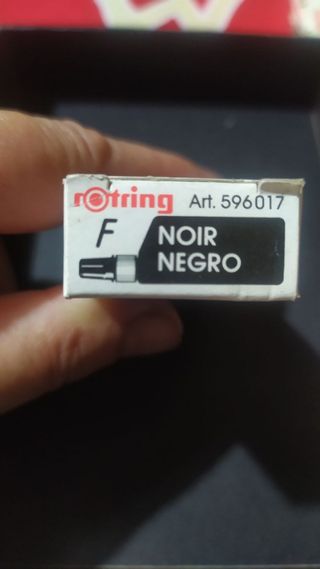 rotring Art. 596017
F NOIR
NEGRO